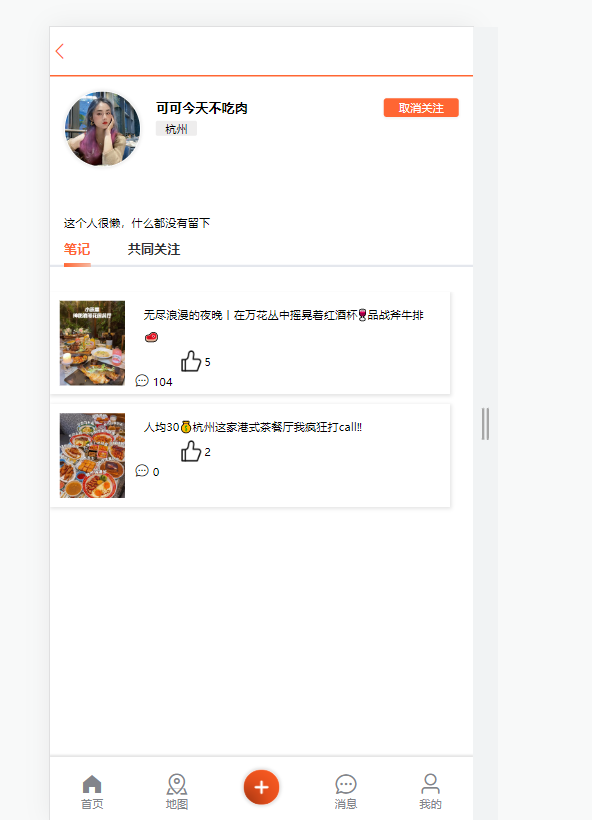 可可今天不吃肉
取消关注
杭州
这个人很懒，什么都没有留下
笔记 共同关注
无尽浪漫的夜晚丨在万花丛中摇晃着红酒杯🍷品战斧牛排
🥩
5
104
人均30💰杭州这家港式茶餐厅我疯狂打call‼
2
0
首页 地图 消息 我的